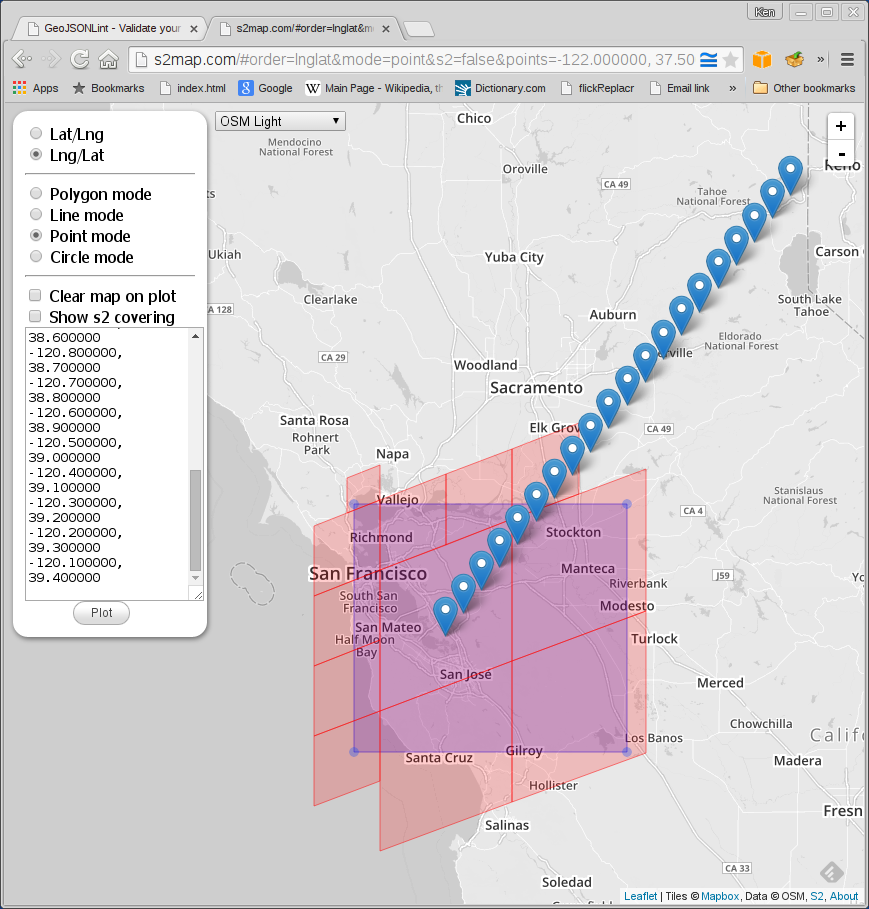 Ken
GeoJSONLint - Validate your
s2map.com/#order=lnglat&m
s2map.com/#order=lnglat&mode=point&s2=false&points=-122.000000, 37.50
Apps
Bookmarks
index.html
Google
Main Page - Wikipedia, th
Dictionary.com
flickReplacr
Email link
»
Other bookmarks
Lat/Lng
Lng/Lat
Polygon mode
Line mode
Point mode
Circle mode
Clear map on plot
Show s2 covering
38.600000
-120.800000,
38.700000
-120.700000,
38.800000
-120.600000,
38.900000
-120.500000,
39.000000
-120.400000,
39.100000
-120.300000,
39.200000
-120.200000,
39.300000
-120.100000,
39.400000
Plot
OSM Light
+
-
Chico
Mendocino
National Forest
Oroville
CA 49
Reno
Tahoe
National Forest
ts
Ukiah
Yuba City
Carson
Clearlake
South Lake
Tahoe
A 128
Auburn
Eldorado
National Forest
CA 29
Woodland
erville
Sacramento
Santa Rosa
Rohnert
Park
Elk Grov
CA 49
Napa
Vallejo
Stanislaus
National Forest
CA 4
Richmond
Stockton
San Francisco
Manteca
J59
Yo
Riverbank
South San
Francisco
Modesto
San Mateo
Half Moon
Bay
Turlock
San José
Merced
Chowchilla
Califo
Los Banos
Gilroy
Santa Cruz
Madera
Hollister
Fresn
Salinas
CA 33
Soledad
Leaflet | Tiles © Mapbox, Data © OSM, S2, About